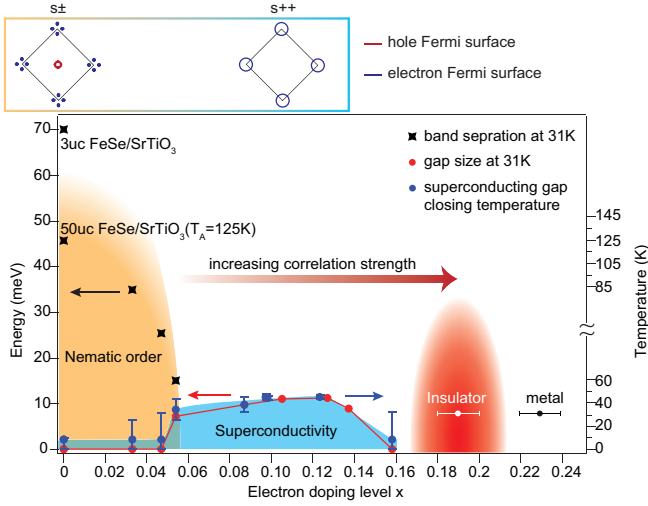 s± s++
hole Fermi surface
electron Fermi surface
70
60
50
40
30
20
10
0
Energy (meV)
3uc FeSe/SrTiO3
50uc FeSe/SrTiO3(TA=125K)
band sepration at 31K
gap size at 31K
superconducting gap
closing temperature
increasing correlation strength
Nematic order
Superconductivity
Insulator
metal
145
125
105
85
60
40
20
0
Temperature (K)
0 0.02 0.04 0.06 0.08 0.10 0.12 0.14 0.16 0.18 0.20 0.22 0.24
Electron doping level x